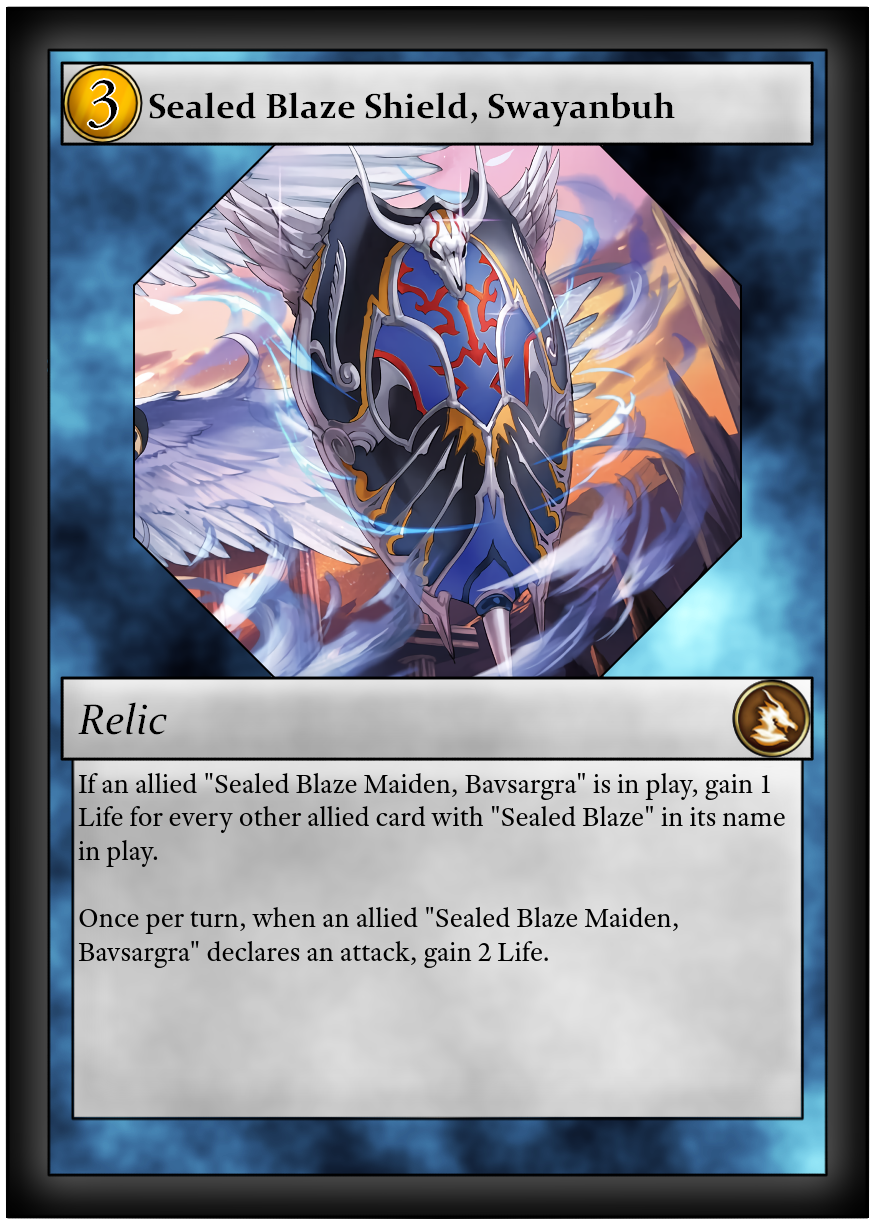 3
Sealed Blaze Shield, Swayanbuh
Relic
If an allied "Sealed Blaze Maiden, Bavsargra" is in play, gain 1
Life for every other allied card with "Sealed Blaze" in its name
in play.
Once per turn, when an allied "Sealed Blaze Maiden,
Bavsargra" declares an attack, gain 2 Life.